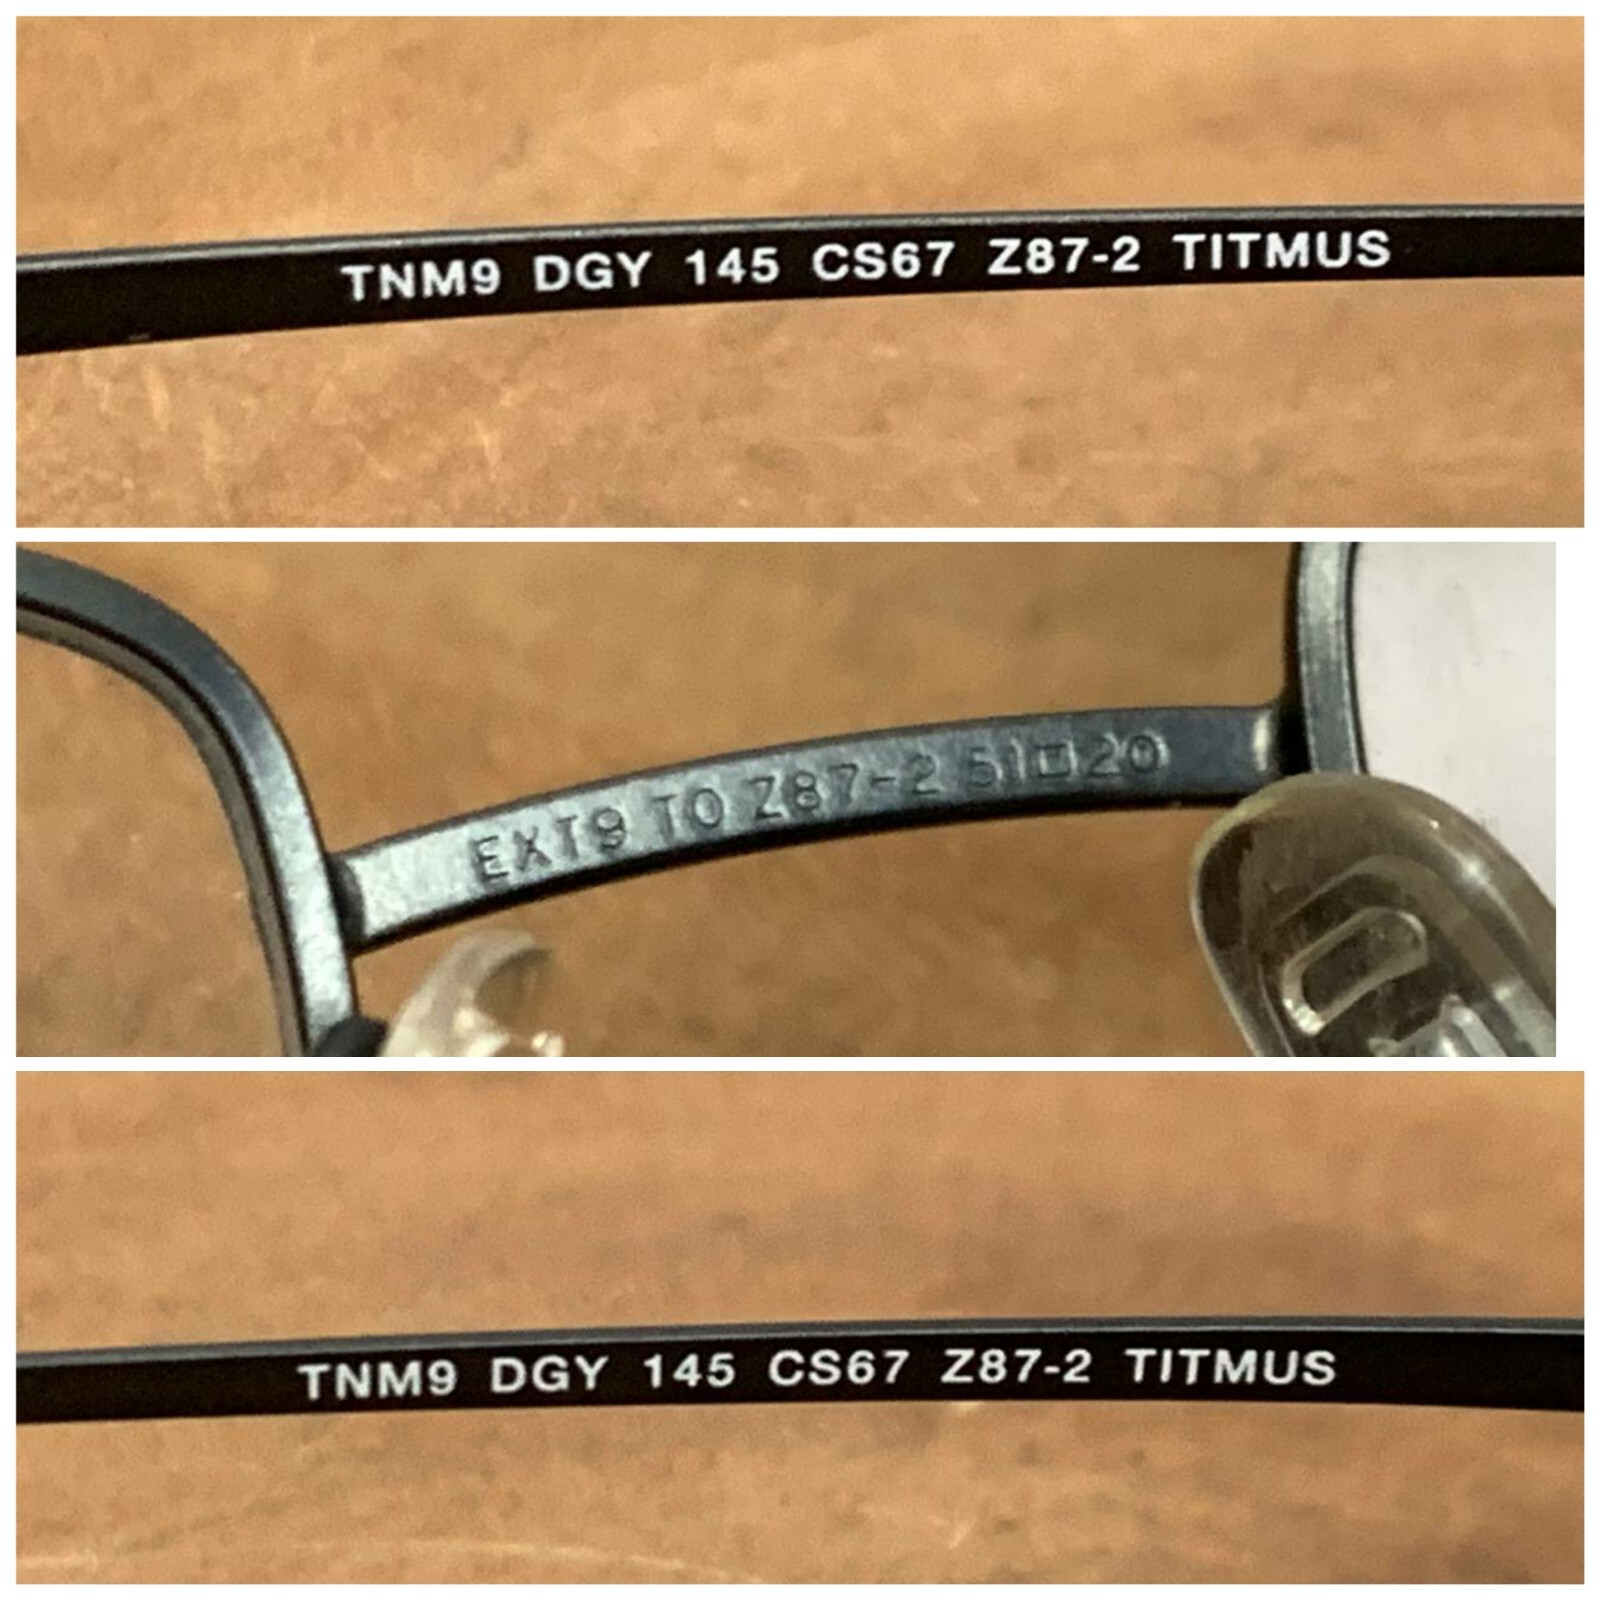 TNM9 DGY 145 CS67 Z87-2 TITMUS
EXT9 TO Z87-2 51□20
TNM9 DGY 145 CS67 Z87-2 TITMUS